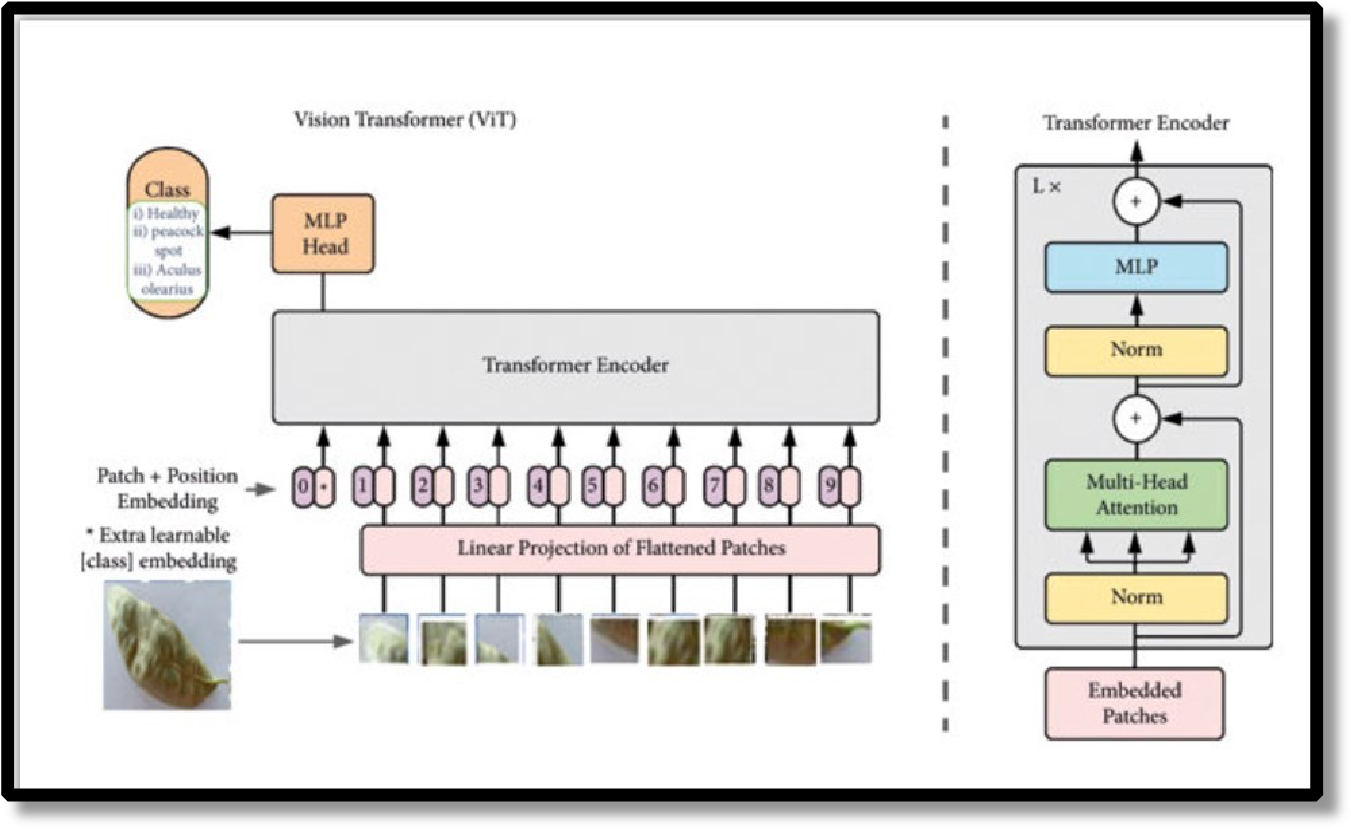 Vision Transformer (ViT)
Class
i) Healthy
ii) peacock
spot
iii) Aculus
olearius
MLP
Head
Transformer Encoder
Patch + Position
Embedding
0 * 1 2 3 4 5 6 7 8 9
* Extra learnable
[class] embedding
Linear Projection of Flattened Patches
Transformer Encoder
L ×
+
MLP
Norm
+
Multi-Head
Attention
Norm
Embedded
Patches